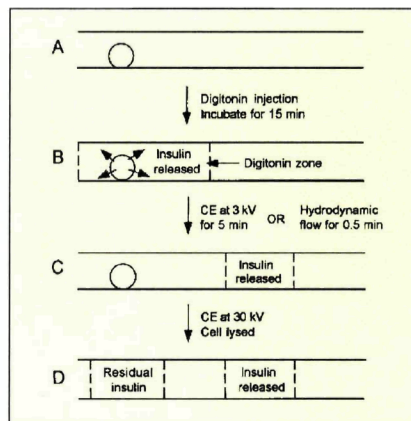 A
Digitonin injection
Incubate for 15 min
B
Insulin
released
Digitonin zone
CE at 3 kV
for 5 min
OR
Hydrodynamic
flow for 0.5 min
C
Insulin
released
CE at 30 kV
Cell lysed
D
Residual
insulin
Insulin
released